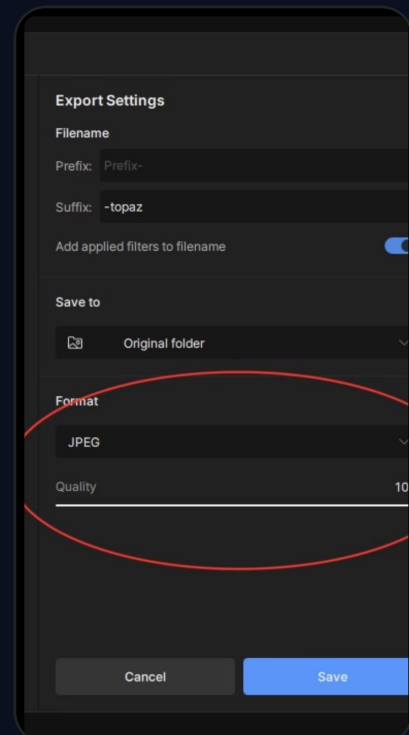 Export Settings
Filename
Prefix: Prefix-
Suffix: -topaz
Add applied filters to filename
Save to
Original folder
Format
JPEG
Quality 10
Cancel Save